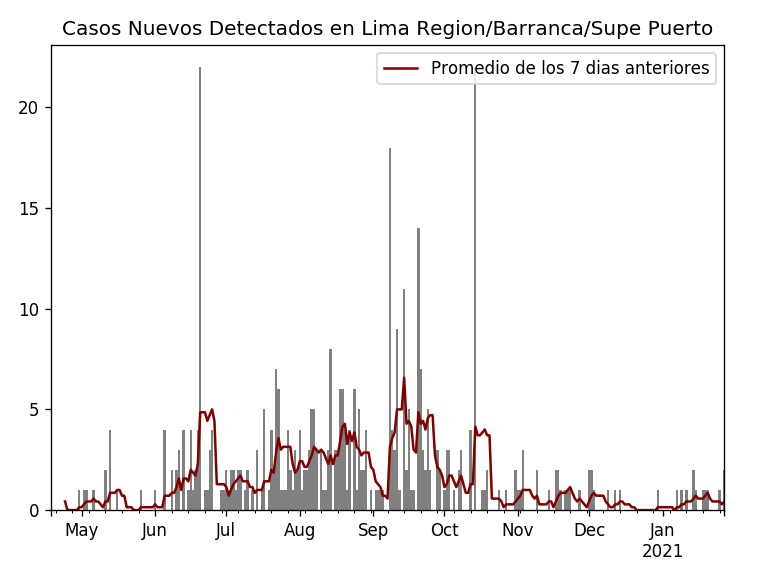 Casos Nuevos Detectados en Lima Region/Barranca/Supe Puerto
Promedio de los 7 dias anteriores
20
15
10
5
0
May Jun Jul Aug Sep Oct Nov Dec Jan
2021